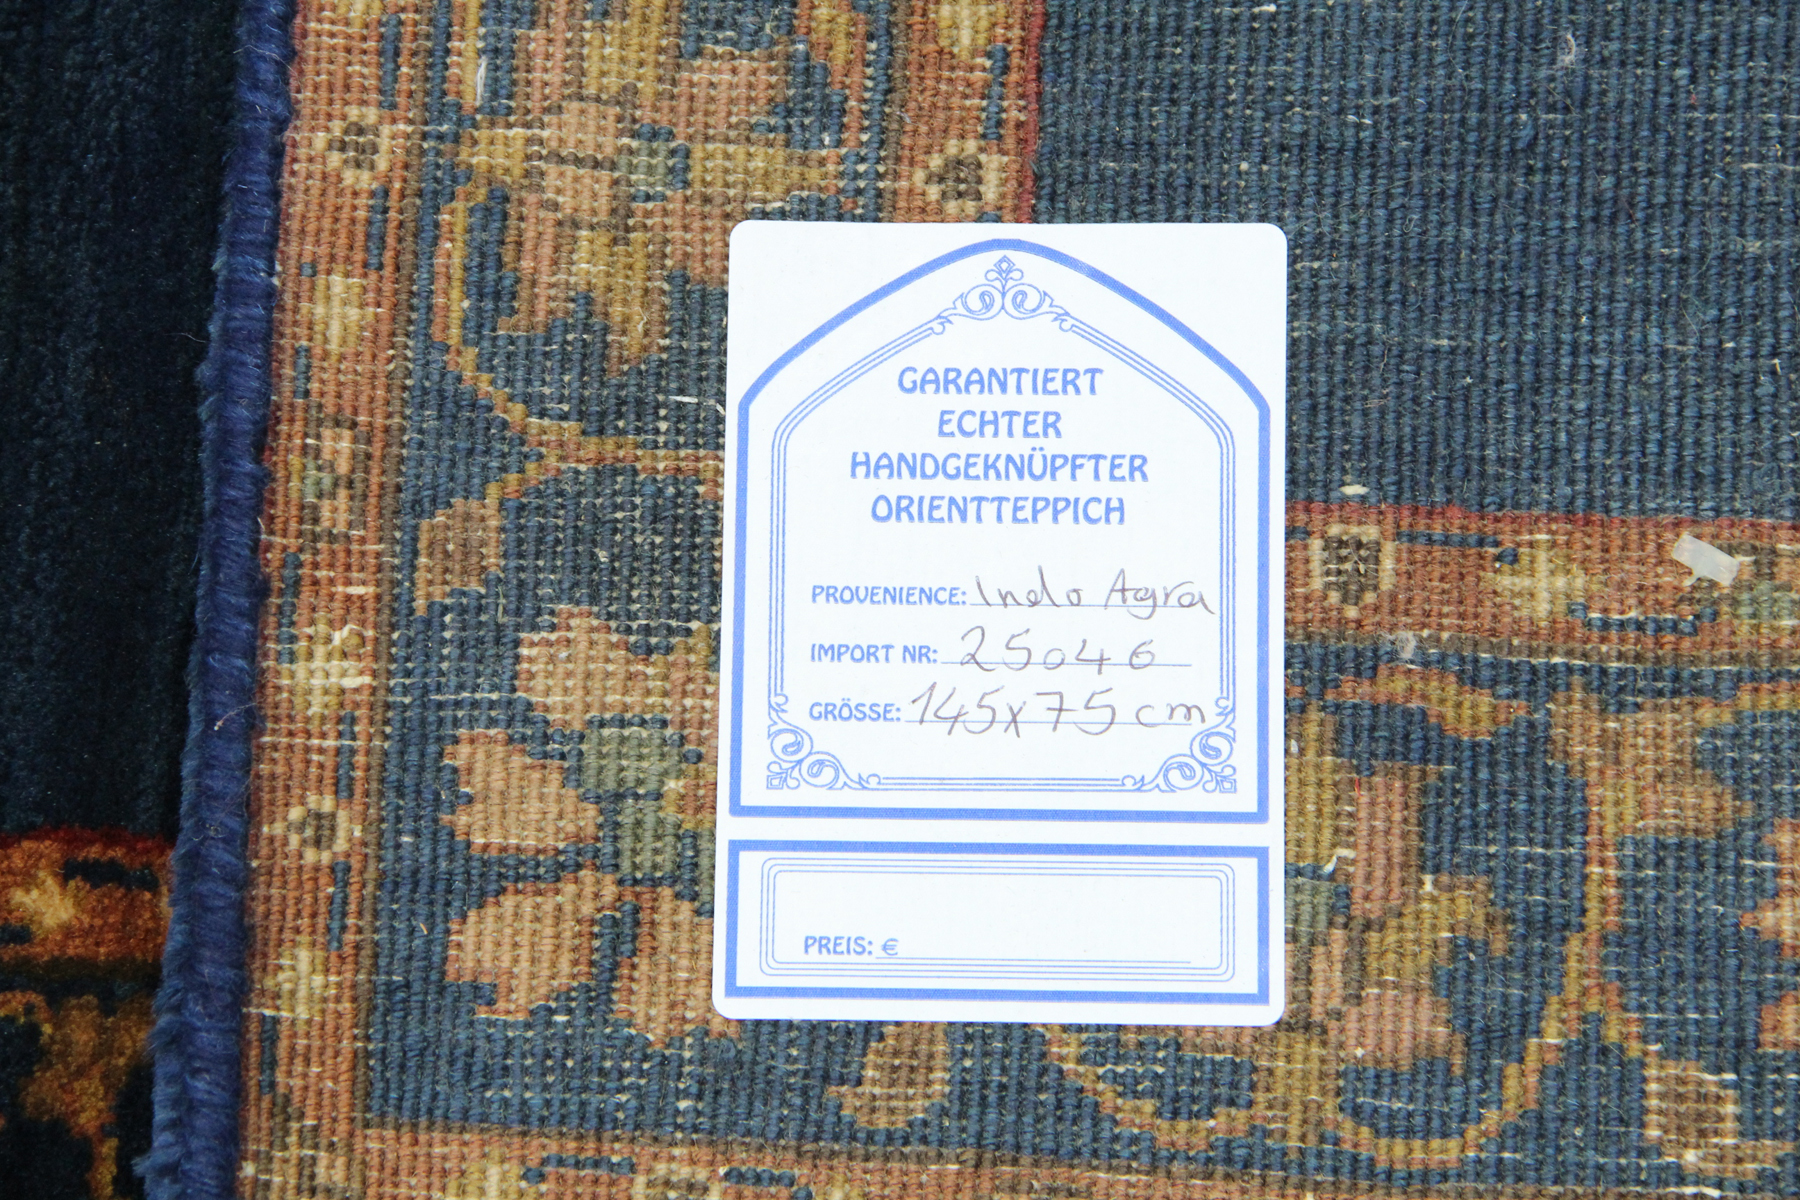 GARANTIERT
ECHTER
HANDGEKNÜPFTER
ORIENTTEPPICH
PROVENIENCE: Indo Agra
IMPORT NR: 25046
GRÖSSE: 145x75 cm
PREIS: €